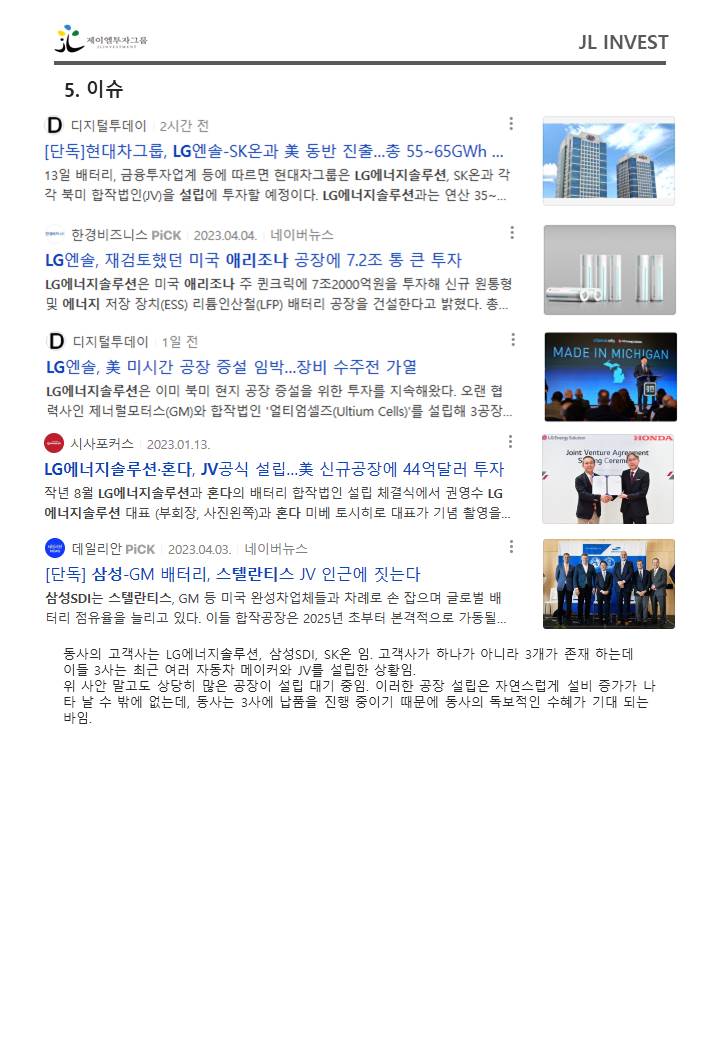 제이엘투자그룹
JLINVESTMENT
JL INVEST
5. 이슈
디지털투데이 2시간 전
[단독]현대차그룹, LG엔솔-SK온과 美 동반 진출...총 55~65GWh ...
13일 배터리, 금융투자업계 등에 따르면 현대차그룹은 LG에너지솔루션, SK온과 각
각 북미 합작법인(JV)을 설립에 투자할 예정이다. LG에너지솔루션과는 연산 35~...
한경비즈니스 PiCK 2023.04.04. 네이버뉴스
LG엔솔, 재검토했던 미국 애리조나 공장에 7.2조 통 큰 투자
LG에너지솔루션은 미국 애리조나 주 퀸크릭에 7조2000억원을 투자해 신규 원통형
및 에너지 저장 장치(ESS) 리튬인산철(LFP) 배터리 공장을 건설한다고 밝혔다. 총...
디지털투데이 1일 전
LG엔솔, 美 미시간 공장 증설 임박...장비 수주전 가열
LG에너지솔루션은 이미 북미 현지 공장 증설을 위한 투자를 지속해왔다. 오랜 협
력사인 제너럴모터스(GM)와 합작법인 '얼티엄셀즈(Ultium Cells)'를 설립해 3공장...
MADE IN MICHIGAN
gm
시사포커스 2023.01.13.
LG에너지솔루션·혼다, JV공식 설립...美 신규공장에 44억달러 투자
작년 8월 LG에너지솔루션과 혼다의 배터리 합작법인 설립 체결식에서 권영수 LG
에너지솔루션 대표 (부회장, 사진왼쪽)과 혼다 미베 토시히로 대표가 기념 촬영을...
LG Energy Solution HONDA
Joint Venture Agreement
Signing Ceremony
데일리안 PiCK 2023.04.03. 네이버뉴스
[단독] 삼성-GM 배터리, 스텔란티스 JV 인근에 짓는다
삼성SDI는 스텔란티스, GM 등 미국 완성차업체들과 차례로 손 잡으며 글로벌 배
터리 점유율을 늘리고 있다. 이들 합작공장은 2025년 초부터 본격적으로 가동될...
동사의 고객사는 LG에너지솔루션, 삼성SDI, SK온 임. 고객사가 하나가 아니라 3개가 존재 하는데
이들 3사는 최근 여러 자동차 메이커와 JV를 설립한 상황임.
위 사안 말고도 상당히 많은 공장이 설립 대기 중임. 이러한 공장 설립은 자연스럽게 설비 증가가 나
타 날 수 밖에 없는데, 동사는 3사에 납품을 진행 중이기 때문에 동사의 독보적인 수혜가 기대 되는
바임.